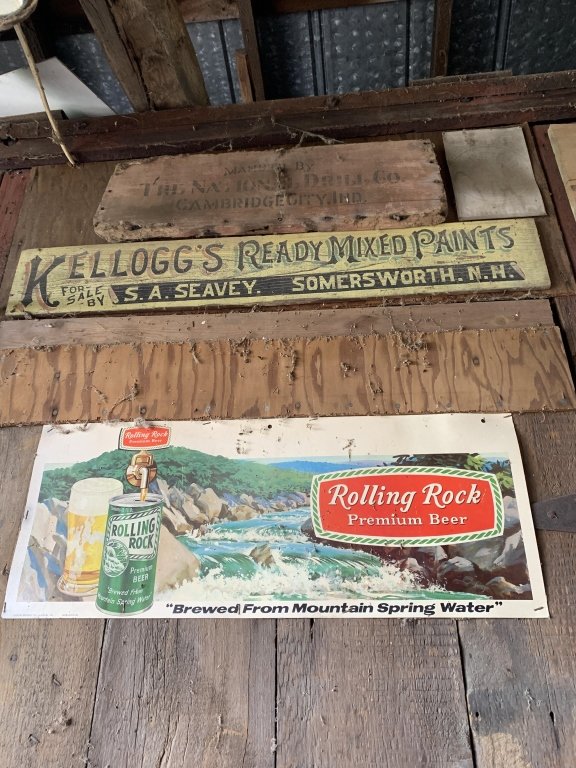 MANFD. BY
THE NATIONAL DRILL CO.
CAMBRIDGE CITY, IND.
KELLOGG'S READY MIXED PAINTS
FOR SALE BY S. A. SEAVEY. SOMERSWORTH. N.H.
Rolling Rock
Premium Beer
ROLLING
ROCK
Premium
BEER
"Brewed From
Mountain Spring Water"
Rolling Rock
Premium Beer
"Brewed From Mountain Spring Water"